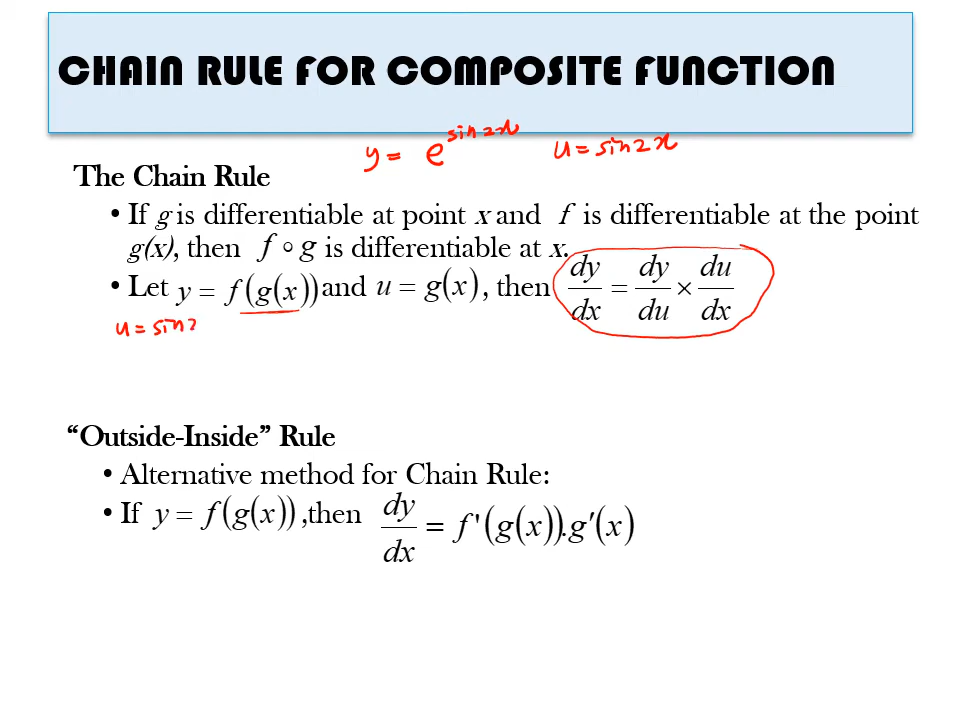 CHAIN RULE FOR COMPOSITE FUNCTION
y = e^{sin 2x} u = sin 2x
The Chain Rule
• If g is differentiable at point x and f is differentiable at the point
g(x), then f ∘ g is differentiable at x.
• Let y = f(g(x)) and u = g(x), then dy/dx = dy/du × du/dx
u = sin 2
“Outside-Inside” Rule
• Alternative method for Chain Rule:
• If y = f(g(x)) ,then dy/dx = f'(g(x)).g′(x)